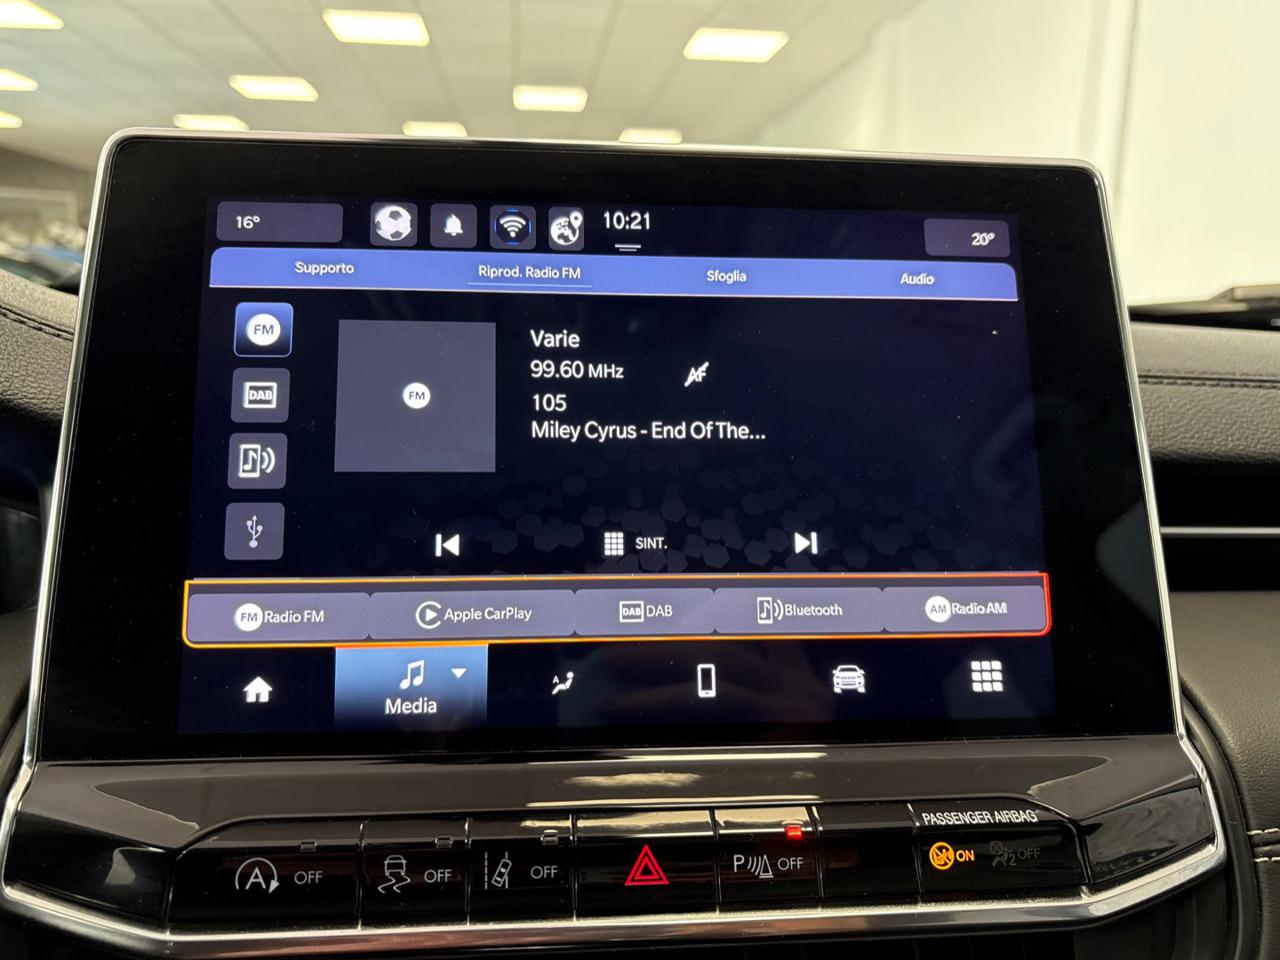 16°
10:21
20°
Supporto
Riprod. Radio FM
Sfoglia
Audio
FM
DAB
FM
Varie
99.60 MHz
AF
105
Miley Cyrus - End Of The...
SINT.
FM Radio FM
Apple CarPlay
DAB DAB
Bluetooth
AM Radio AM
Media
A
A OFF
OFF
OFF
P OFF
PASSENGER AIRBAG
ON
2 OFF